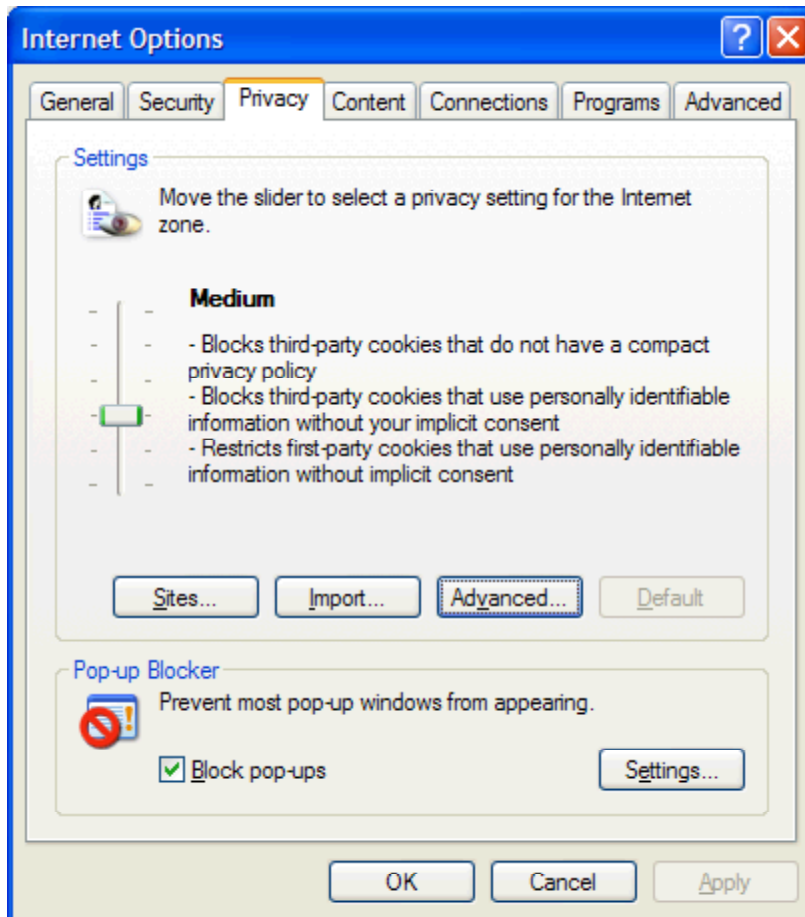 Internet Options
General Security Privacy Content Connections Programs Advanced
Settings
Move the slider to select a privacy setting for the Internet
zone.
Medium
- Blocks third-party cookies that do not have a compact
privacy policy
- Blocks third-party cookies that use personally identifiable
information without your implicit consent
- Restricts first-party cookies that use personally identifiable
information without implicit consent
Sites... Import... Advanced... Default
Pop-up Blocker
Prevent most pop-up windows from appearing.
Block pop-ups Settings...
OK Cancel Apply